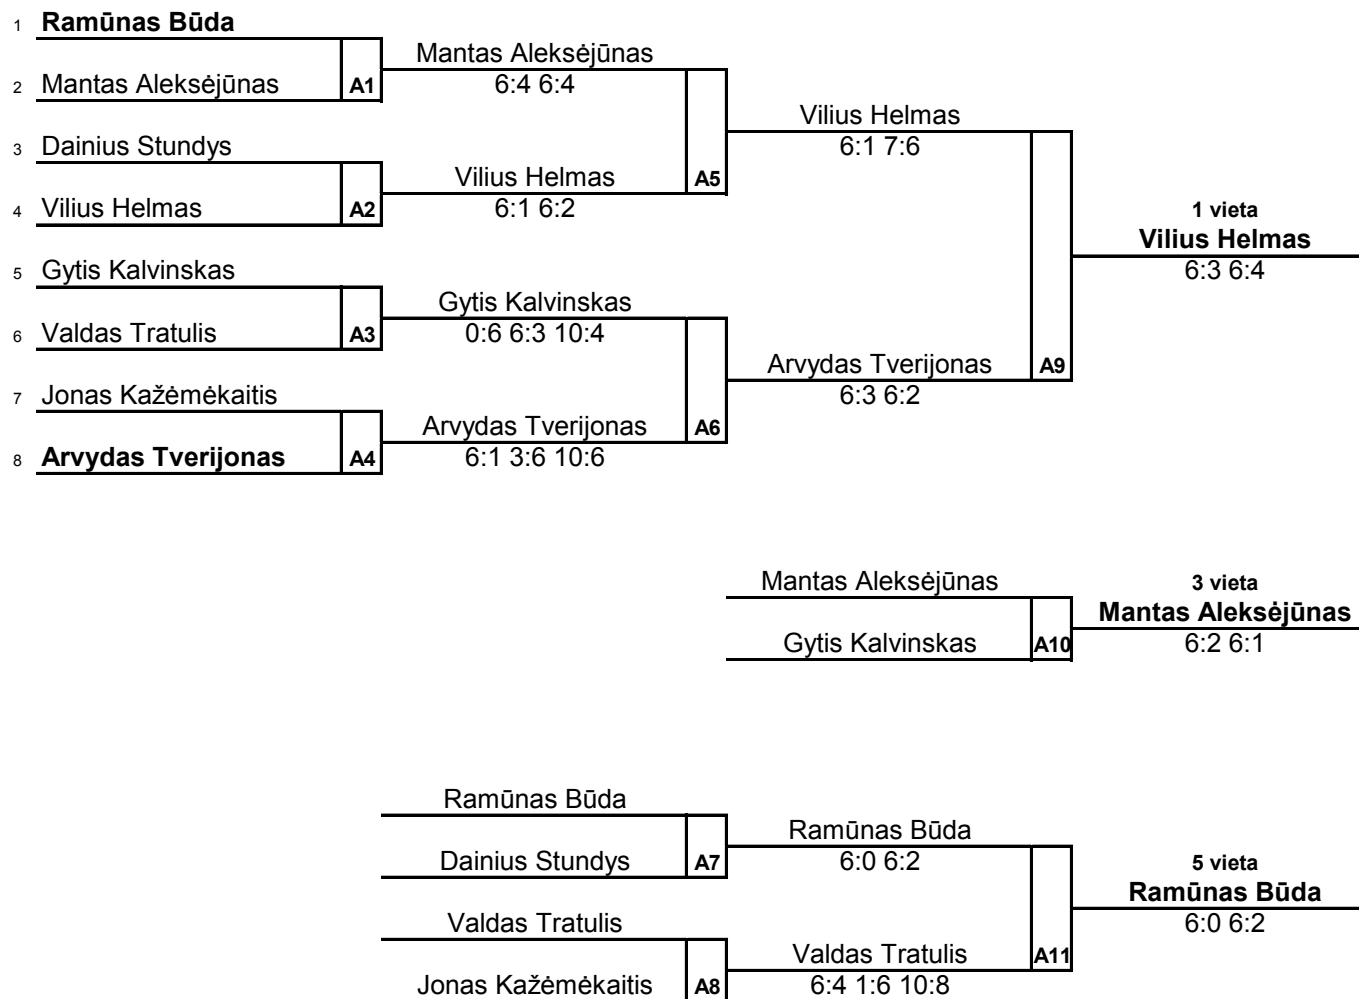 1 Ramūnas Būda
Mantas Aleksėjūnas
2 Mantas Aleksėjūnas A1 6:4 6:4
Vilius Helmas
3 Dainius Stundys 6:1 7:6
Vilius Helmas A5
4 Vilius Helmas A2 6:1 6:2 1 vieta
Vilius Helmas
5 Gytis Kalvinskas 6:3 6:4
Gytis Kalvinskas
6 Valdas Tratulis A3 0:6 6:3 10:4
Arvydas Tverijonas A9
7 Jonas Kažėmėkaitis 6:3 6:2
Arvydas Tverijonas A6
8 Arvydas Tverijonas A4 6:1 3:6 10:6
Mantas Aleksėjūnas 3 vieta
Mantas Aleksėjūnas
Gytis Kalvinskas A10 6:2 6:1
Ramūnas Būda
Ramūnas Būda
Dainius Stundys A7 6:0 6:2 5 vieta
Ramūnas Būda
Valdas Tratulis 6:0 6:2
Valdas Tratulis A11
Jonas Kažėmėkaitis A8 6:4 1:6 10:8